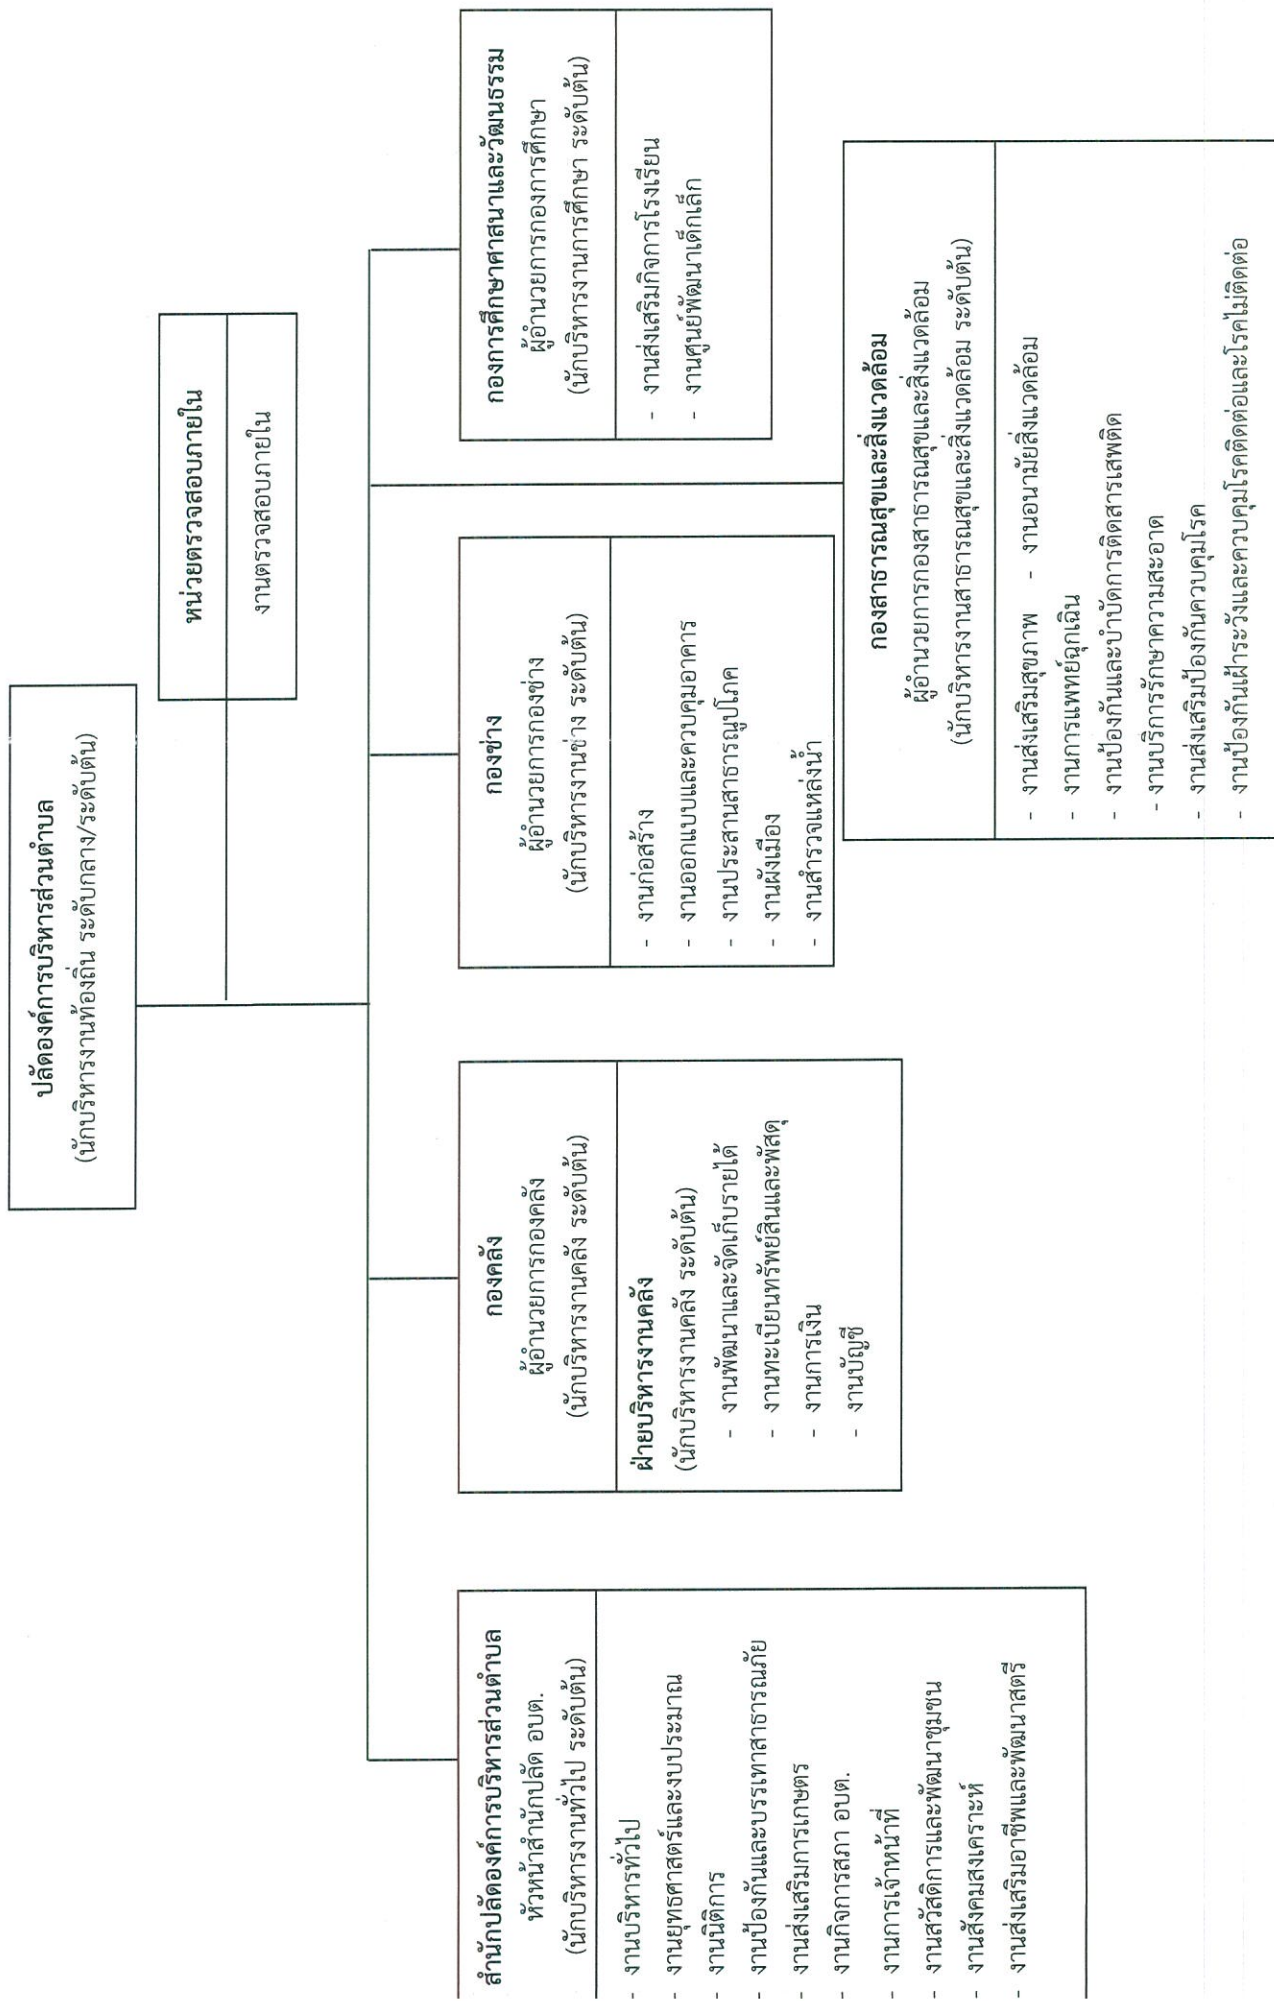 ปลัดองค์การบริหารส่วนตำบล
(นักบริหารงานท้องถิ่น ระดับกลาง/ระดับต้น)
หน่วยตรวจสอบภายใน
งานตรวจสอบภายใน
สำนักปลัดองค์การบริหารส่วนตำบล
หัวหน้าสำนักปลัด อบต.
(นักบริหารงานทั่วไป ระดับต้น)
- งานบริหารทั่วไป
- งานยุทธศาสตร์และงบประมาณ
- งานนิติการ
- งานป้องกันและบรรเทาสาธารณภัย
- งานส่งเสริมการเกษตร
- งานกิจการสภา อบต.
- งานการเจ้าหน้าที่
- งานสวัสดิการและพัฒนาชุมชน
- งานสังคมสงเคราะห์
- งานส่งเสริมอาชีพและพัฒนาสตรี
กองคลัง
ผู้อำนวยการกองคลัง
(นักบริหารงานคลัง ระดับต้น)
ฝ่ายบริหารงานคลัง
(นักบริหารงานคลัง ระดับต้น)
- งานพัฒนาและจัดเก็บรายได้
- งานทะเบียนทรัพย์สินและพัสดุ
- งานการเงิน
- งานบัญชี
กองช่าง
ผู้อำนวยการกองช่าง
(นักบริหารงานช่าง ระดับต้น)
- งานก่อสร้าง
- งานออกแบบและควบคุมอาคาร
- งานประสานสาธารณูปโภค
- งานผังเมือง
- งานสำรวจแหล่งน้ำ
กองการศึกษาศาสนาและวัฒนธรรม
ผู้อำนวยการกองการศึกษา
(นักบริหารงานการศึกษา ระดับต้น)
- งานส่งเสริมกิจการโรงเรียน
- งานศูนย์พัฒนาเด็กเล็ก
กองสาธารณสุขและสิ่งแวดล้อม
ผู้อำนวยการกองสาธารณสุขและสิ่งแวดล้อม
(นักบริหารงานสาธารณสุขและสิ่งแวดล้อม ระดับต้น)
- งานส่งเสริมสุขภาพ - งานอนามัยสิ่งแวดล้อม
- งานการแพทย์ฉุกเฉิน
- งานป้องกันและบำบัดการติดสารเสพติด
- งานบริการรักษาความสะอาด
- งานส่งเสริมป้องกันควบคุมโรค
- งานป้องกันเฝ้าระวังและควบคุมโรคติดต่อและโรคไม่ติดต่อ